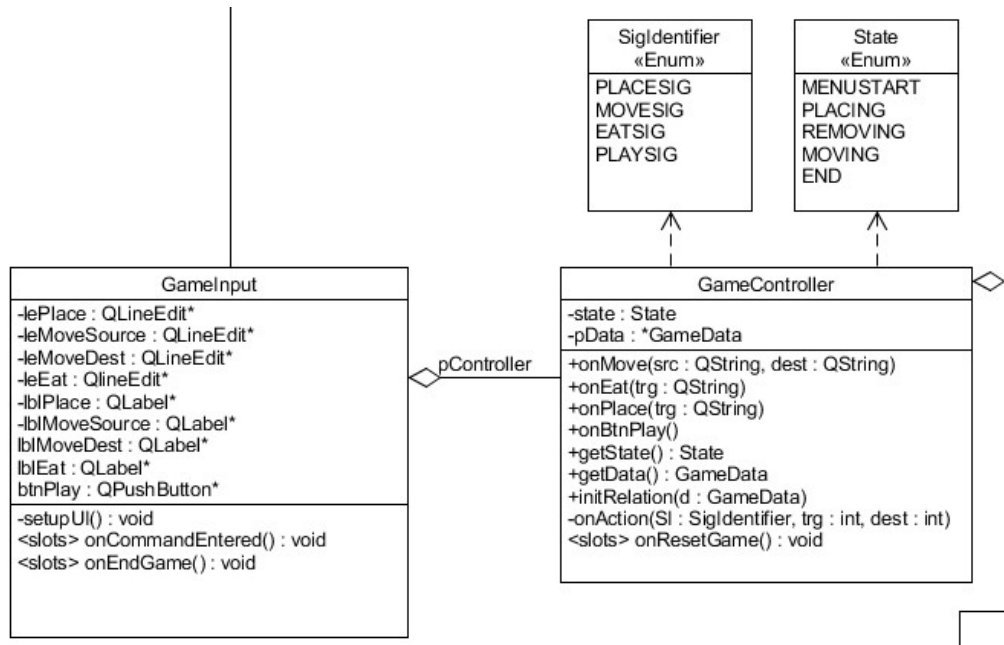 SigIdentifier
«Enum»
PLACESIG
MOVESIG
EATSIG
PLAYSIG
State
«Enum»
MENUSTART
PLACING
REMOVING
MOVING
END
GameInput
-lePlace : QLineEdit*
-leMoveSource : QLineEdit*
-leMoveDest : QLineEdit*
-leEat : QlineEdit*
-lblPlace : QLabel*
-lblMoveSource : QLabel*
lblMoveDest : QLabel*
lblEat : QLabel*
btnPlay : QPushButton*
-setupUI() : void
<slots> onCommandEntered() : void
<slots> onEndGame() : void
pController
GameController
-state : State
-pData : *GameData
+onMove(src : QString, dest : QString)
+onEat(trg : QString)
+onPlace(trg : QString)
+onBtnPlay()
+getState() : State
+getData() : GameData
+initRelation(d : GameData)
-onAction(SI : SigIdentifier, trg : int, dest : int)
<slots> onResetGame() : void